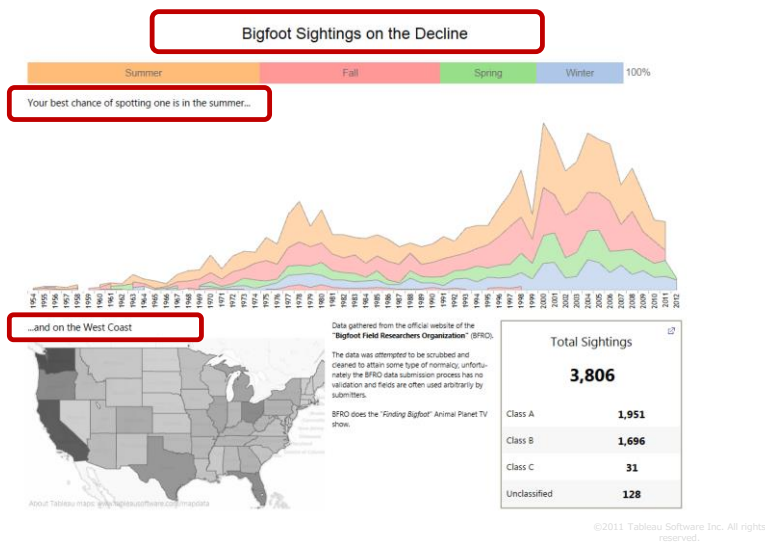 Bigfoot Sightings on the Decline
Summer Fall Spring Winter 100%
Your best chance of spotting one is in the summer...
1954 1955 1956 1957 1958 1959 1960 1961 1962 1963 1964 1965 1966 1967 1968 1969 1970 1971 1972 1973 1974 1975 1976 1977 1978 1979 1980 1981 1982 1983 1984 1985 1986 1987 1988 1989 1990 1991 1992 1993 1994 1995 1996 1997 1998 1999 2000 2001 2002 2003 2004 2005 2006 2007 2008 2009 2010 2011 2012
...and on the West Coast
Data gathered from the official website of the
"Bigfoot Field Researchers Organization" (BFRO).
The data was attempted to be scrubbed and
cleaned to attain some type of normalcy, unfortu-
nately the BFRO data submission process has no
validation and fields are often used arbitrarily by
submitters.
BFRO does the "Finding Bigfoot" Animal Planet TV
show.
Total Sightings
3,806
Class A 1,951
Class B 1,696
Class C 31
Unclassified 128
About Tableau maps: www.tableausoftware.com/mapdata
©2011 Tableau Software Inc. All rights
reserved.